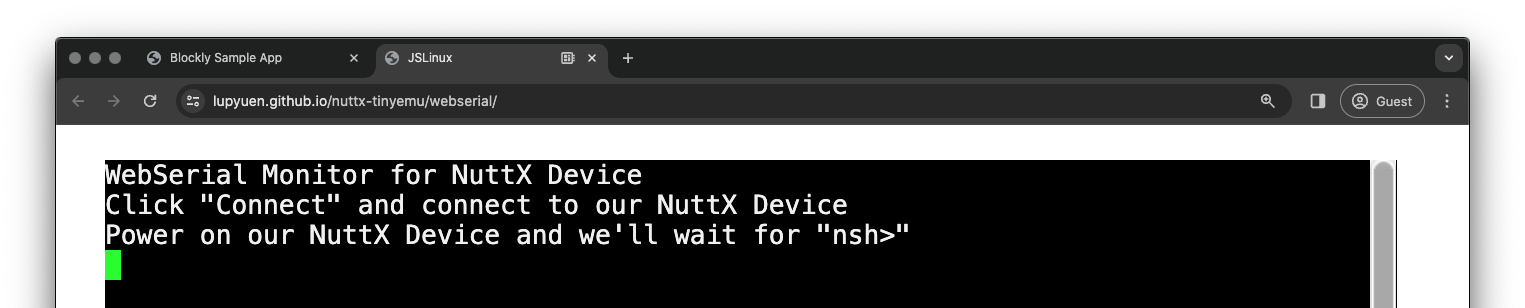 Blockly Sample App
JSLinux
lupyuen.github.io/nuttx-tinyemu/webserial/
Guest
WebSerial Monitor for NuttX Device
Click "Connect" and connect to our NuttX Device
Power on our NuttX Device and we'll wait for "nsh>"